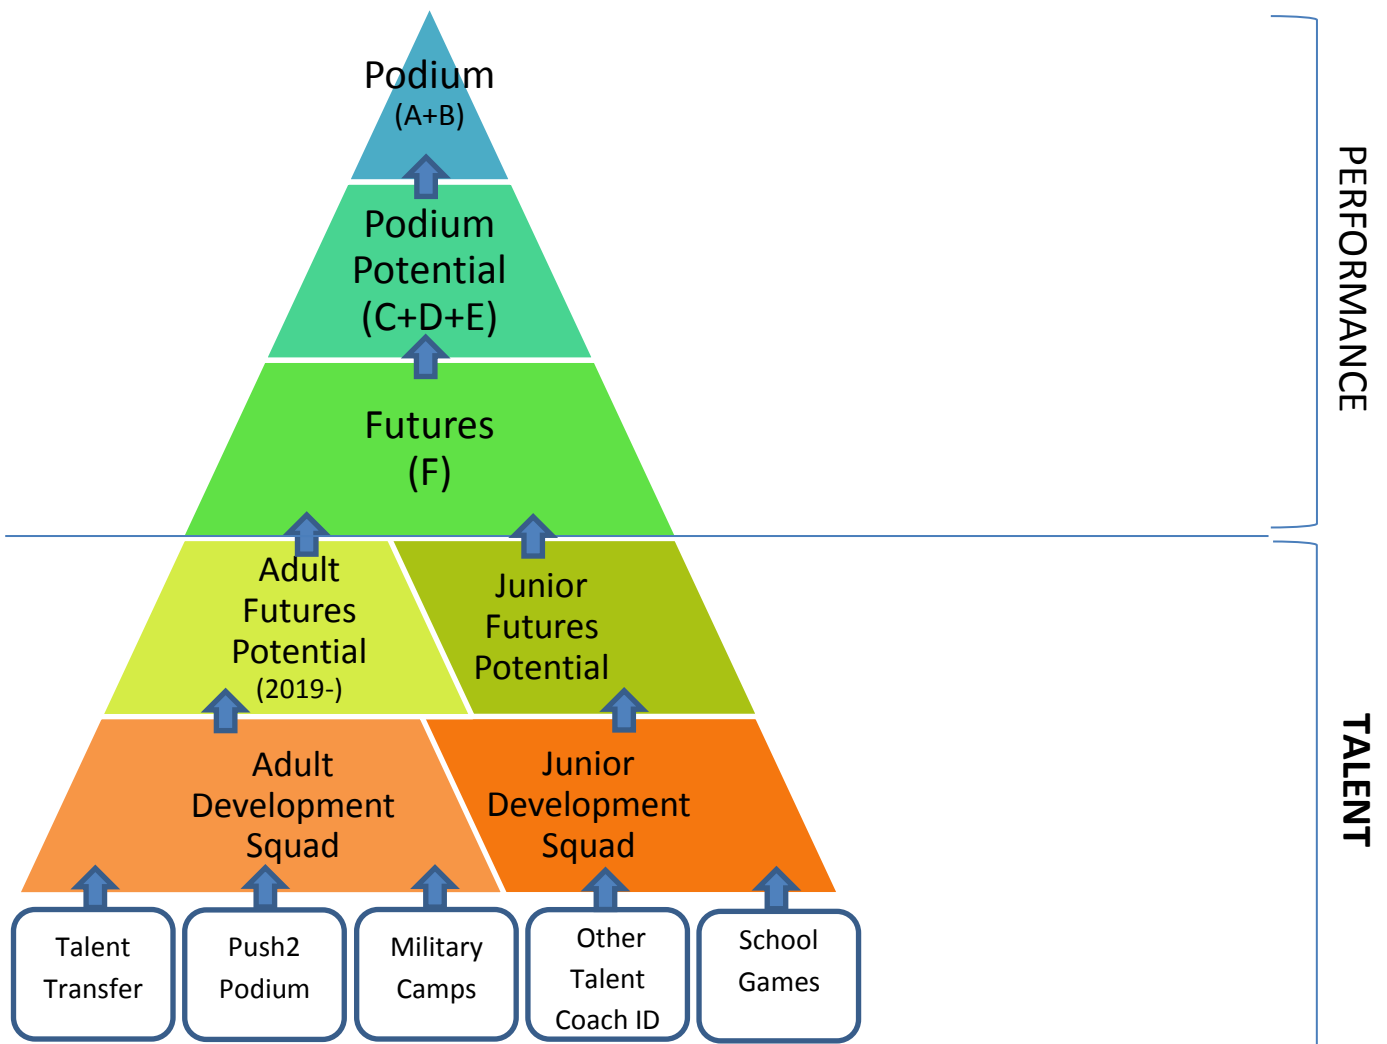 Podium
(A+B)
Podium
Potential
(C+D+E)
Futures
(F)
PERFORMANCE
Adult
Futures
Potential
(2019-)
Junior
Futures
Potential
Adult
Development
Squad
Junior
Development
Squad
TALENT
Talent
Transfer
Push2
Podium
Military
Camps
Other
Talent
Coach ID
School
Games